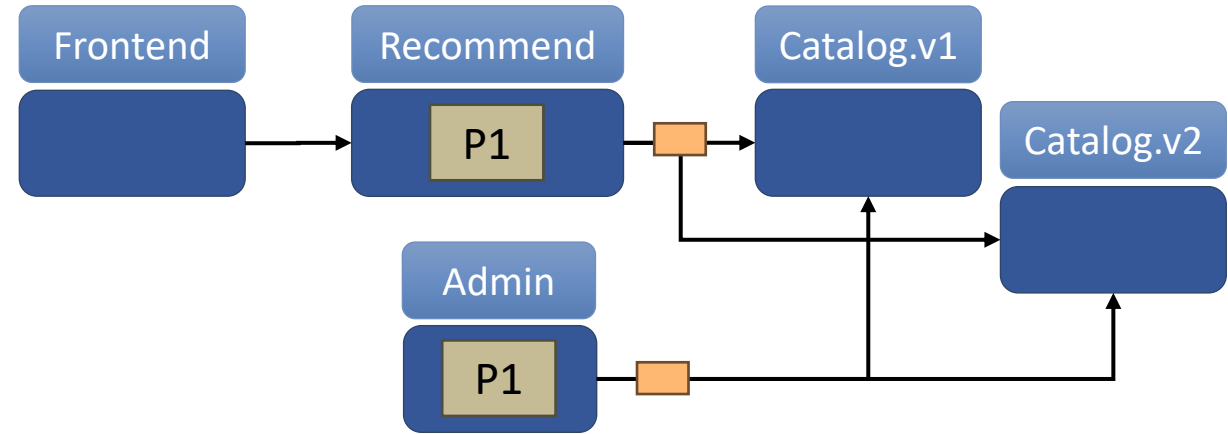 Frontend
Recommend
Catalog.v1
P1
Catalog.v2
Admin
P1